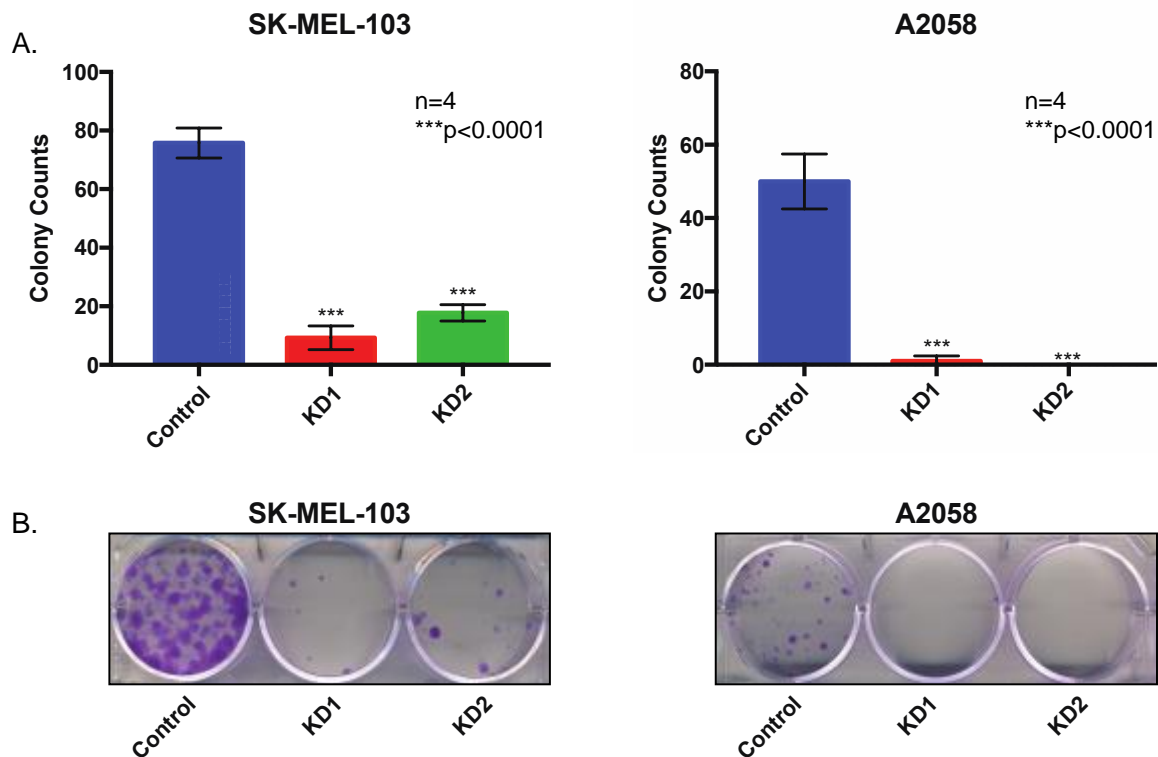 A.
SK-MEL-103
Colony Counts
100
80
60
40
20
0
n=4
***p<0.0001
***
***
Control
KD1
KD2
A2058
Colony Counts
80
60
40
20
0
n=4
***p<0.0001
***
***
Control
KD1
KD2
B.
SK-MEL-103
Control
KD1
KD2
A2058
Control
KD1
KD2